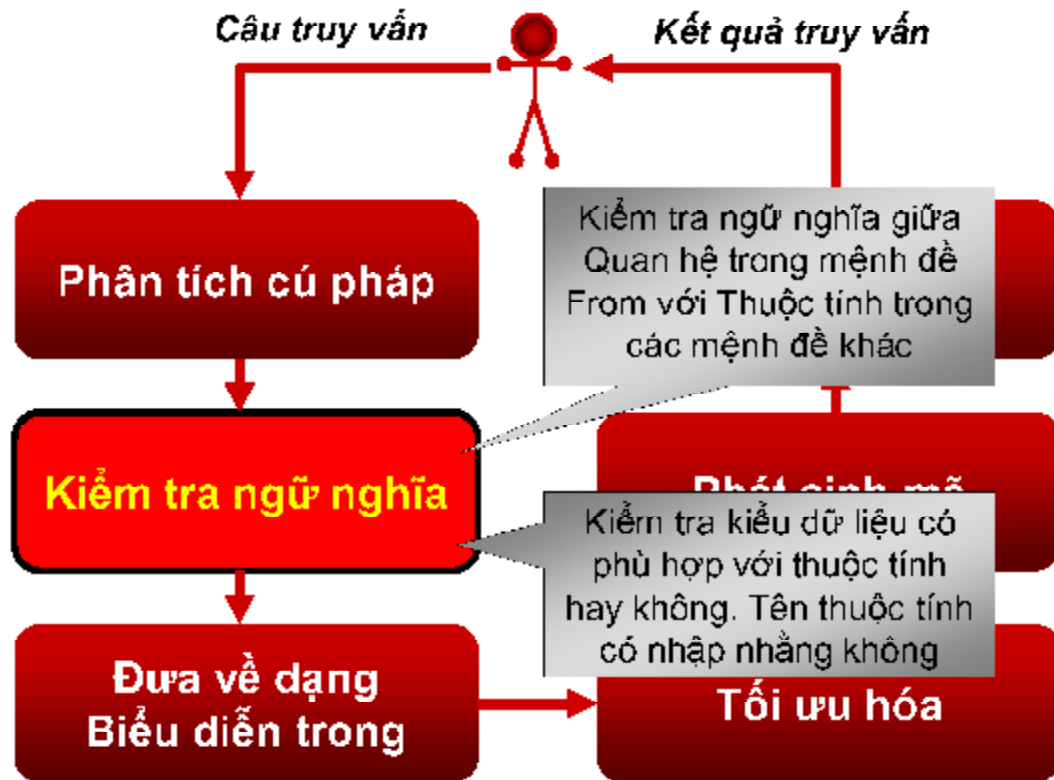 Câu truy vấn
Kết quả truy vấn
Phân tích cú pháp
Kiểm tra ngữ nghĩa giữa
Quan hệ trong mệnh đề
From với Thuộc tính trong
các mệnh đề khác
Kiểm tra ngữ nghĩa
Kiểm tra kiểu dữ liệu có
phù hợp với thuộc tính
hay không. Tên thuộc tính
có nhập nhằng không
Đưa về dạng
Biểu diễn trong
Tối ưu hóa